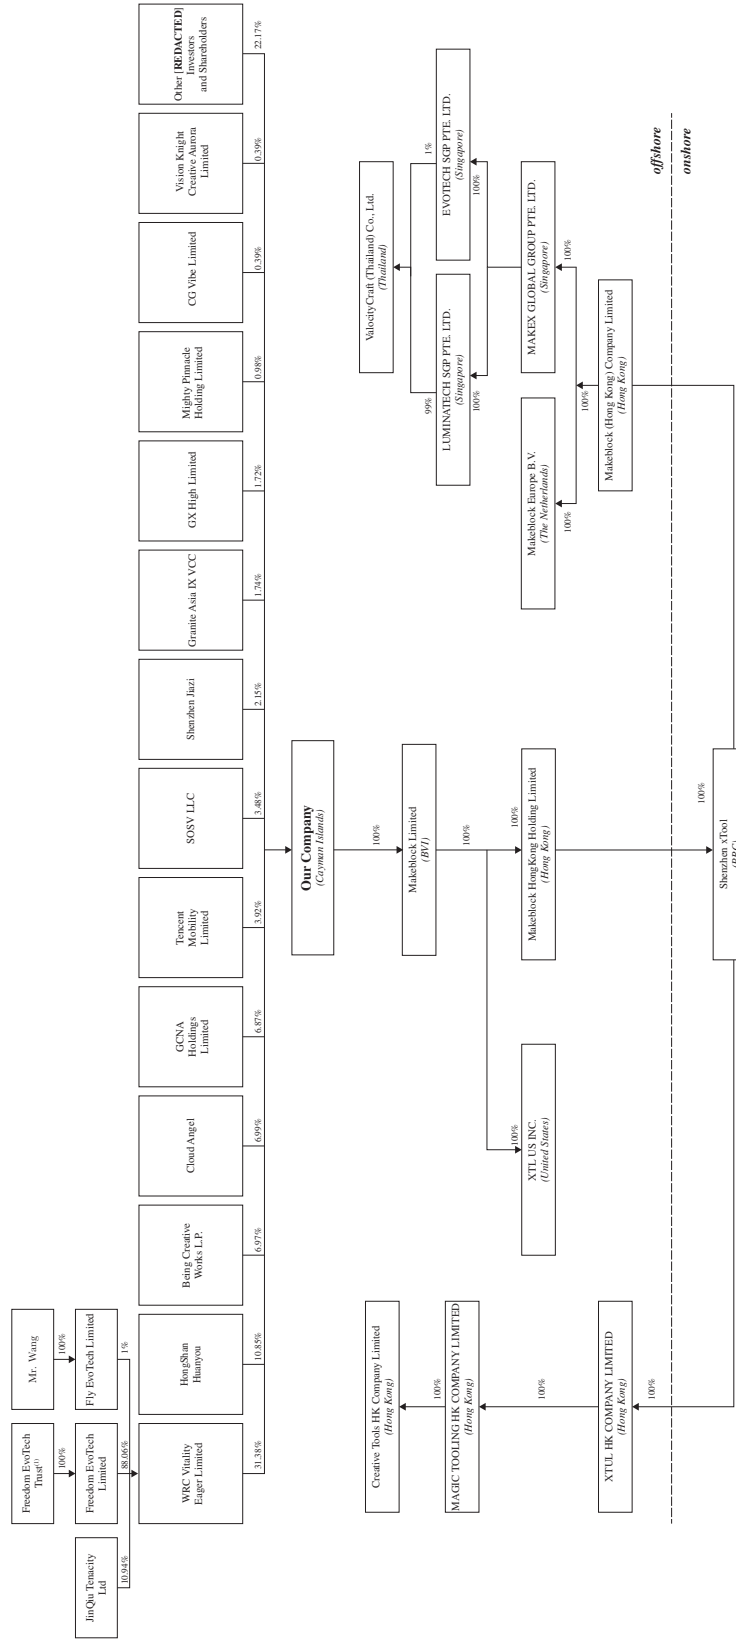 Mr. Wang
100%
Fly EvoTech Limited
1%
Freedom EvoTech
Trust(1)
100%
Freedom EvoTech
Limited
88.06%
JinQiu Tenacity
Ltd
10.94%
WRC Vitality
Eager Limited
31.38%
HongShan
Huanyou
10.85%
Being Creative
Works L.P.
6.97%
Cloud Angel
6.99%
GCNA
Holdings
Limited
6.87%
Tencent
Mobility
Limited
3.92%
SOSV LLC
3.48%
Shenzhen Jiazi
2.15%
Granite Asia IX VCC
1.74%
GX High Limited
1.72%
Mighty Pinnacle
Holding Limited
0.98%
CG Vibe Limited
0.39%
Vision Knight
Creative Aurora
Limited
0.39%
Other [REDACTED]
Investors
and Shareholders
22.17%
Our Company
(Cayman Islands)
100%
Makeblock Limited
(BVI)
100%
100%
XTL US INC.
(United States)
100%
Makeblock HongKong Holding Limited
(Hong Kong)
100%
Shenzhen xTool
(PRC)
Creative Tools HK Company Limited
(Hong Kong)
100%
MAGIC TOOLING HK COMPANY LIMITED
(Hong Kong)
100%
XTUL HK COMPANY LIMITED
(Hong Kong)
100%
ValocityCraft (Thailand) Co., Ltd.
(Thailand)
99%
1%
LUMINATECH SGP PTE. LTD.
(Singapore)
100%
EVOTECH SGP PTE. LTD.
(Singapore)
100%
Makeblock Europe B.V.
(The Netherlands)
100%
MAKEX GLOBAL GROUP PTE. LTD.
(Singapore)
100%
100%
Makeblock (Hong Kong) Company Limited
(Hong Kong)
offshore
onshore